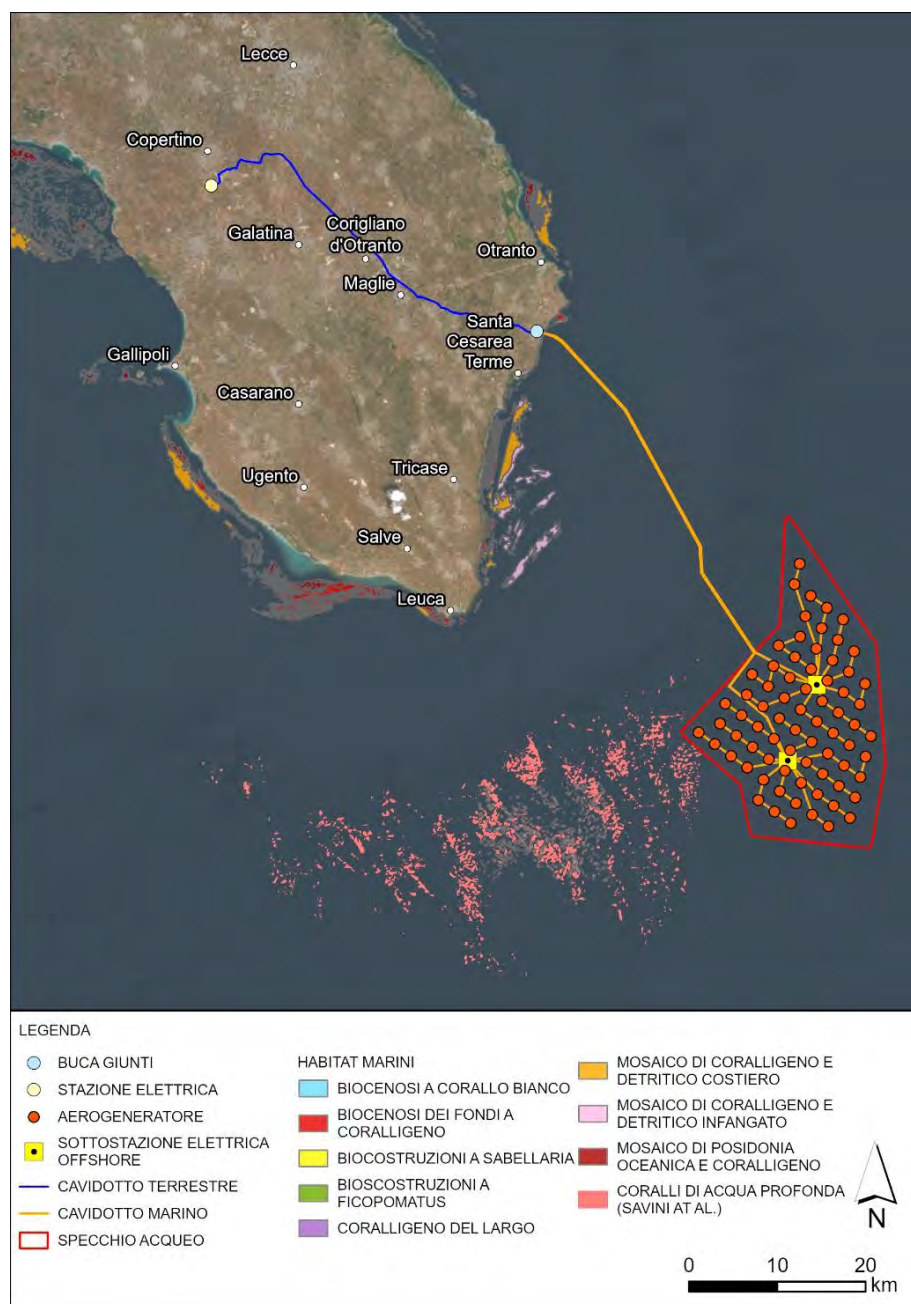 Lecce
Copertino
Galatina
Corigliano
d'Otranto
Otranto
Maglie
Santa
Cesarea
Terme
Gallipoli
Casarano
Ugento
Tricase
Salve
Leuca
LEGENDA
BUCA GIUNTI
STAZIONE ELETTRICA
AEROGENERATORE
SOTTOSTAZIONE ELETTRICA
OFFSHORE
CAVIDOTTO TERRESTRE
CAVIDOTTO MARINO
SPECCHIO ACQUEO
HABITAT MARINI
BIOCENOSI A CORALLO BIANCO
BIOCENOSI DEI FONDI A
CORALLIGENO
BIOCOSTRUZIONI A SABELLARIA
BIOSCOSTRUZIONI A
FICOPOMATUS
CORALLIGENO DEL LARGO
MOSAICO DI CORALLIGENO E
DETRITICO COSTIERO
MOSAICO DI CORALLIGENO E
DETRITICO INFANGATO
MOSAICO DI POSIDONIA
OCEANICA E CORALLIGENO
CORALLI DI ACQUA PROFONDA
(SAVINI AT AL.)
N
0 10 20
km